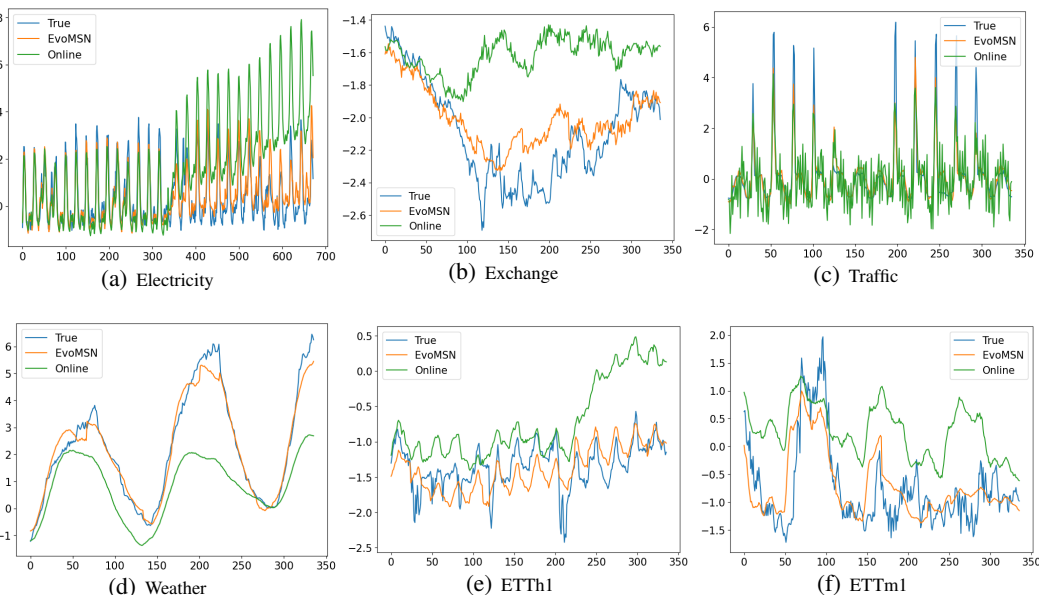 True
EvoMSN
Online
8
6
4
2
0
0 100 200 300 400 500 600 700
(a) Electricity
−1.4
−1.6
−1.8
−2.0
−2.2
−2.4
−2.6
True
EvoMSN
Online
0 50 100 150 200 250 300 350
(b) Exchange
6
4
2
0
−2
True
EvoMSN
Online
0 50 100 150 200 250 300 350
(c) Traffic
True
EvoMSN
Online
6
5
4
3
2
1
0
−1
0 50 100 150 200 250 300 350
(d) Weather
0.5
0.0
−0.5
−1.0
−1.5
−2.0
−2.5
True
EvoMSN
Online
0 50 100 150 200 250 300 350
(e) ETTh1
2.0
1.5
1.0
0.5
0.0
−0.5
−1.0
−1.5
True
EvoMSN
Online
0 50 100 150 200 250 300 350
(f) ETTm1